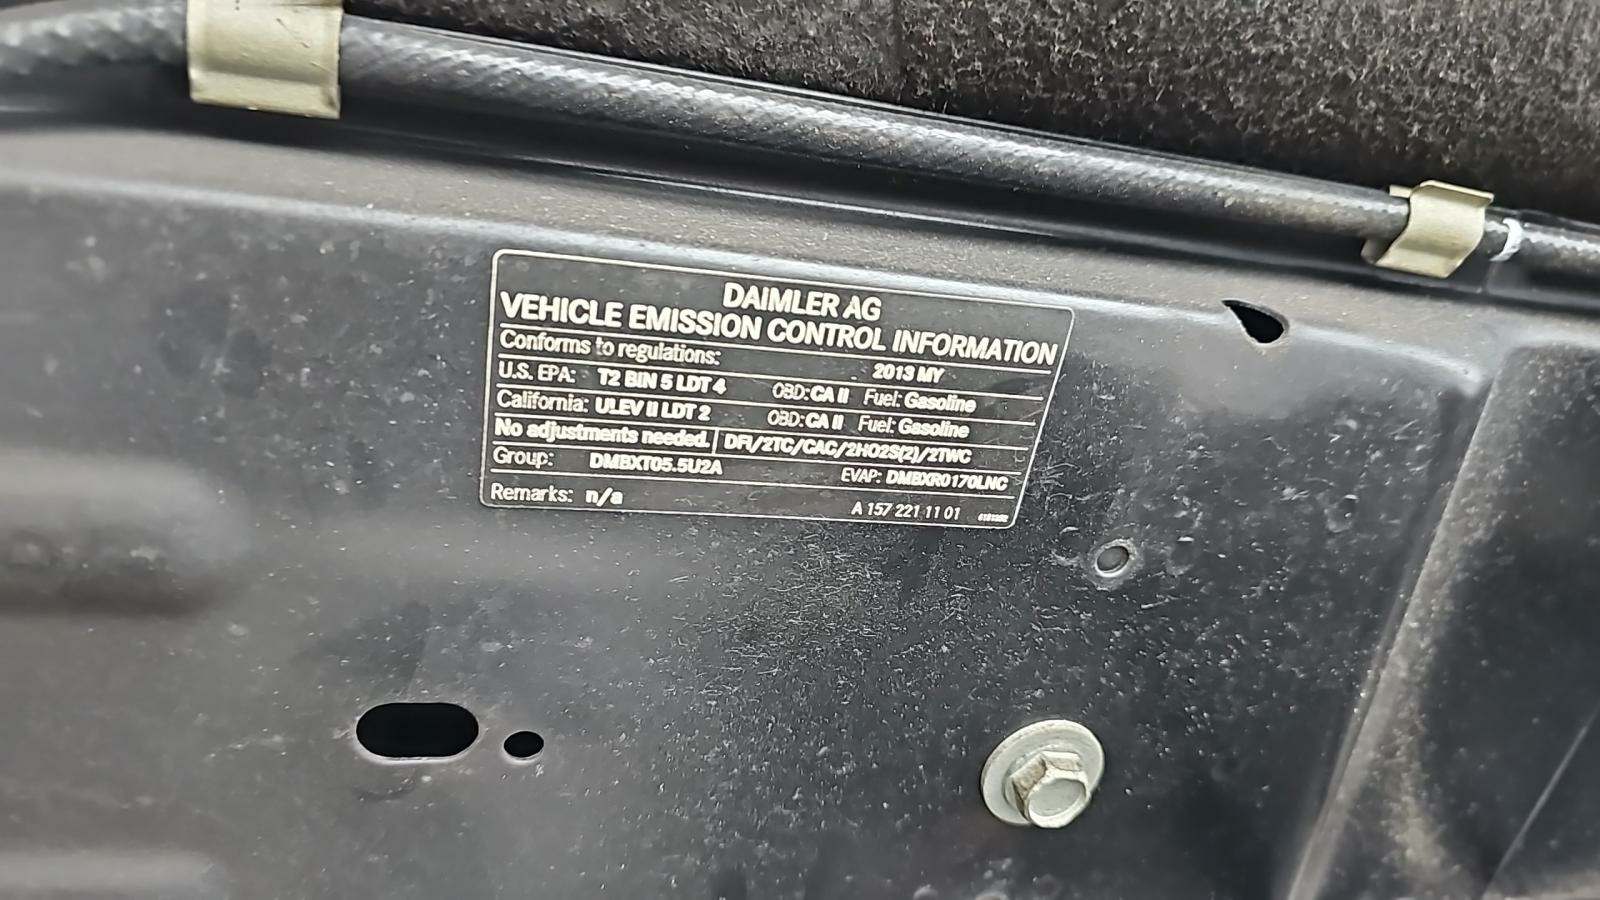 DAIMLER AG
VEHICLE EMISSION CONTROL INFORMATION
Conforms to regulations: 2013 MY
U.S. EPA: T2 BIN 5 LDT 4 OBD: CA II Fuel: Gasoline
California: ULEV II LDT 2 OBD: CA II Fuel: Gasoline
No adjustments needed. DFI/2TC/CAC/2HO2S(2)/2TWC
Group: DMBXT05.5U2A EVAP: DMBXR0170LNC
Remarks: n/a A 157 221 11 01